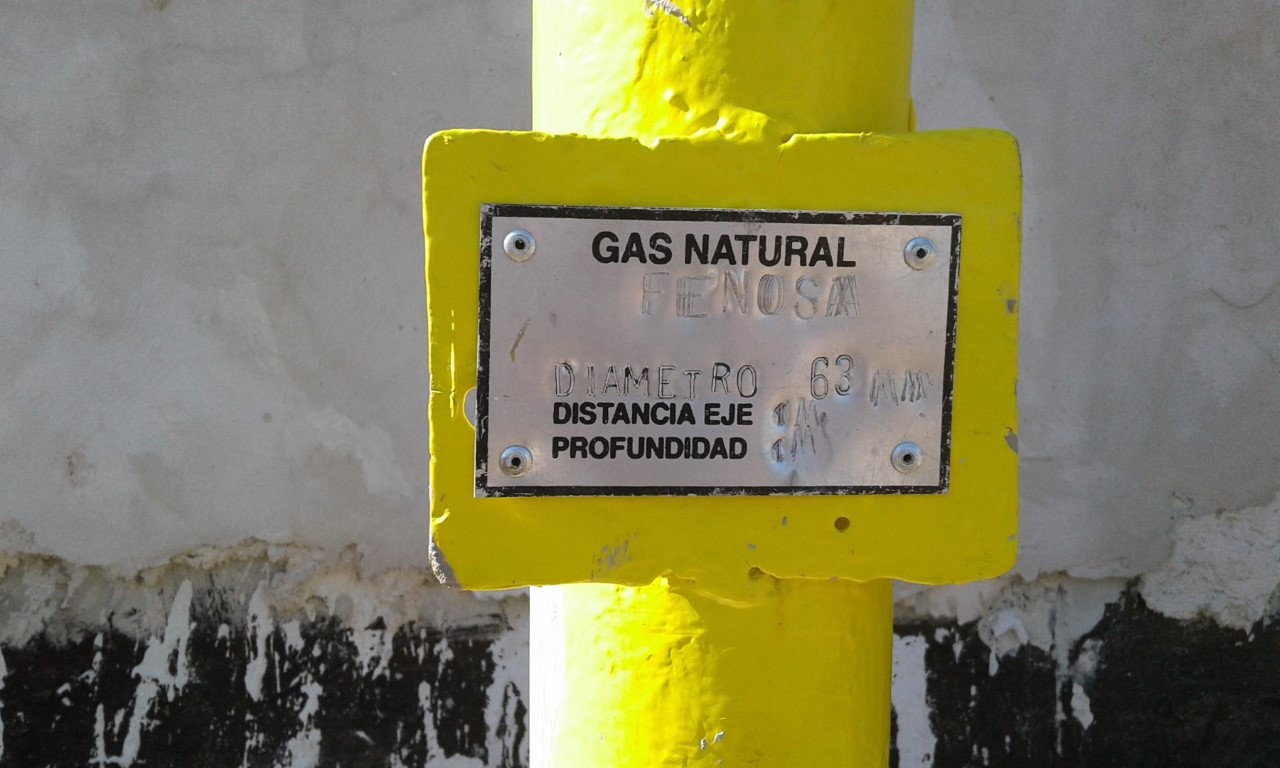 GAS NATURAL
FENOSA
DIAMETRO 63 MM
DISTANCIA EJE 1M
PROFUNDIDAD 1M